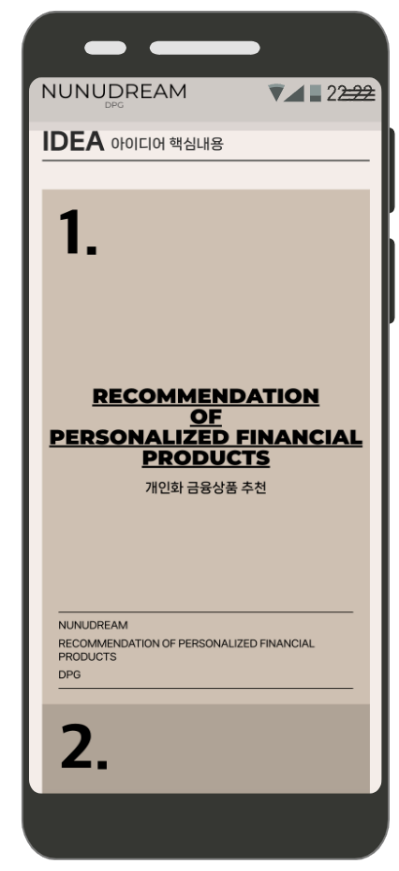 NUNUDREAM
DPG
22:22
IDEA 아이디어 핵심내용
1.
RECOMMENDATION
OF
PERSONALIZED FINANCIAL
PRODUCTS
개인화 금융상품 추천
NUNUDREAM
RECOMMENDATION OF PERSONALIZED FINANCIAL
PRODUCTS
DPG
2.